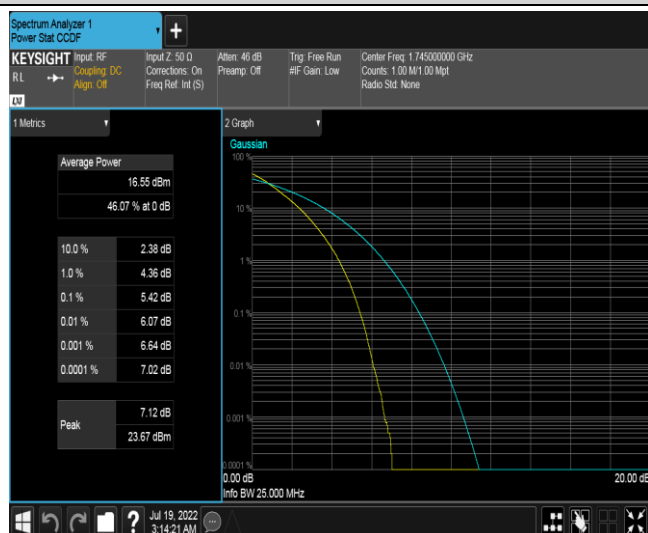 Spectrum Analyzer 1
Power Stat CCDF
+
KEYSIGHT
RL
LXI
Input: RF
Coupling: DC
Align: Off
Input Z: 50 Ω
Corrections: On
Freq Ref: Int (S)
Atten: 46 dB
Preamp: Off
Trig: Free Run
#IF Gain: Low
Center Freq: 1.745000000 GHz
Counts: 1.00 M/1.00 Mpt
Radio Std: None
1 Metrics
Average Power
16.55 dBm
46.07 % at 0 dB
10.0 % 2.38 dB
1.0 % 4.36 dB
0.1 % 5.42 dB
0.01 % 6.07 dB
0.001 % 6.64 dB
0.0001 % 7.02 dB
Peak
7.12 dB
23.67 dBm
2 Graph
Gaussian
100 %
10 %
1 %
0.1 %
0.01 %
0.001 %
0.0001 %
0.00 dB 20.00 dB
Info BW 25.000 MHz
?
Jul 19, 2022
3:14:21 AM